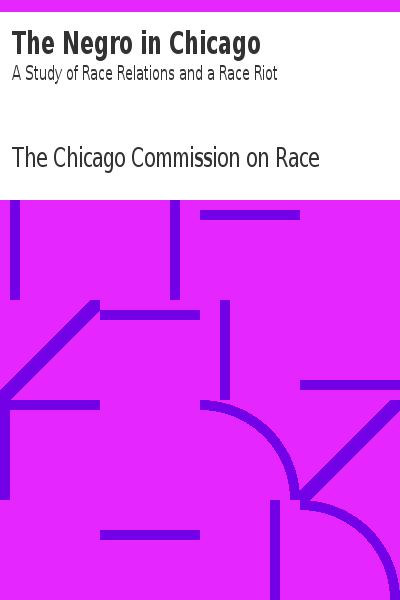 The Negro in Chicago
A Study of Race Relations and a Race Riot
The Chicago Commission on Race